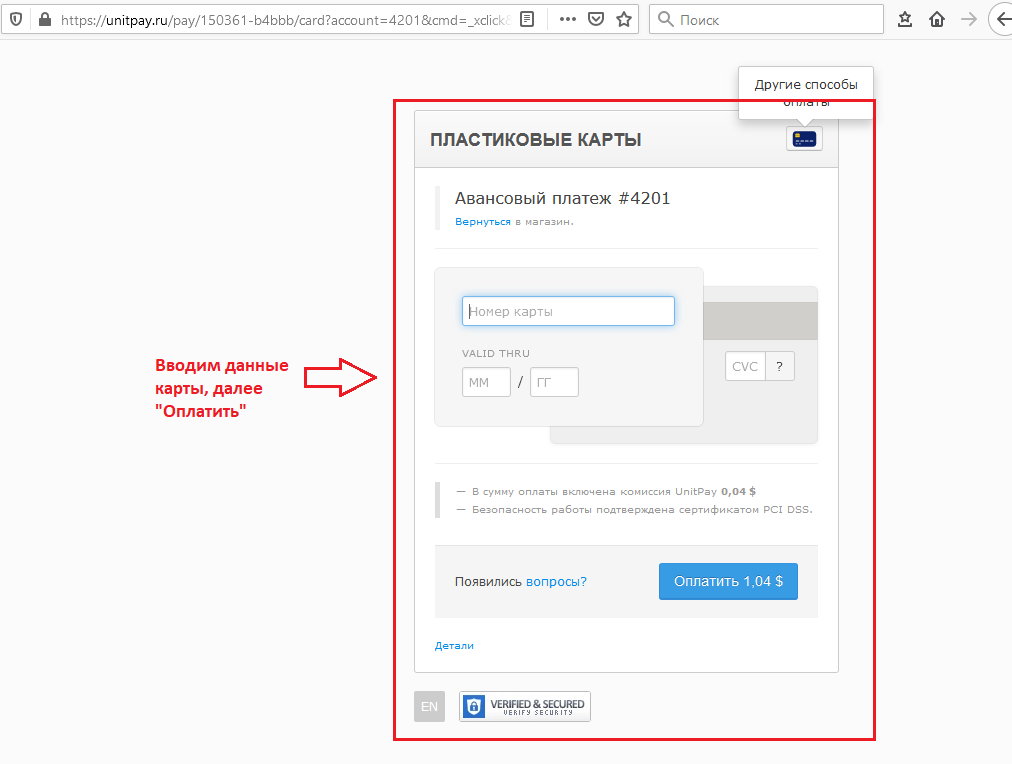 https://unitpay.ru/pay/150361-b4bbb/card?account=4201&cmd=_xclick&
Поиск
Другие способы
оплаты
ПЛАСТИКОВЫЕ КАРТЫ
Авансовый платеж #4201
Вернуться в магазин.
Номер карты
VALID THRU
CVC ?
ММ / ГГ
Вводим данные
карты, далее
"Оплатить"
— В сумму оплаты включена комиссия UnitPay 0,04 $
— Безопасность работы подтверждена сертификатом PCI DSS.
Появились вопросы?
Оплатить 1,04 $
Детали
EN
VERIFIED & SECURED
VERIFY SECURITY